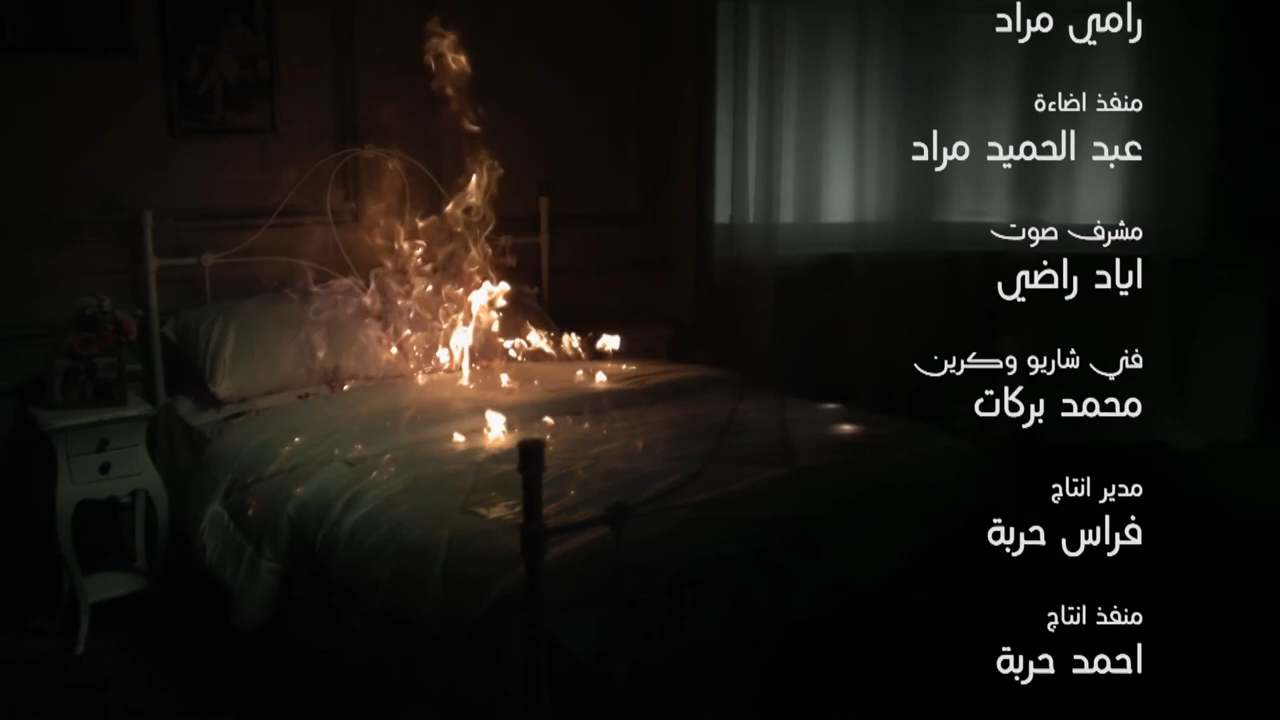 رامي مراد
منفذ اضاءة
عبد الحميد مراد
مشرف صوت
اياد راضي
فني شاريو وكرين
محمد بركات
مدير انتاج
فراس حربة
منفذ انتاج
احمد حربة